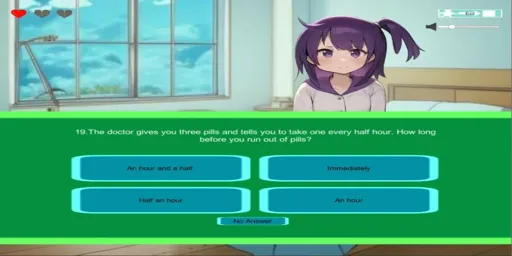 Exit
19.The doctor gives you three pills and tells you to take one every half hour. How long
before you run out of pills?
An hour and a half
Immediately
Half an hour
An hour
No Answer